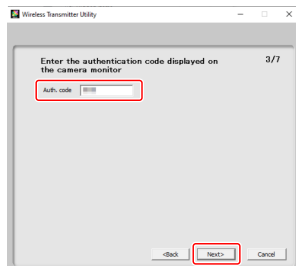 Wireless Transmitter Utility
Enter the authentication code displayed on
the camera monitor
3/7
Auth. code
<Back
Next>
Cancel